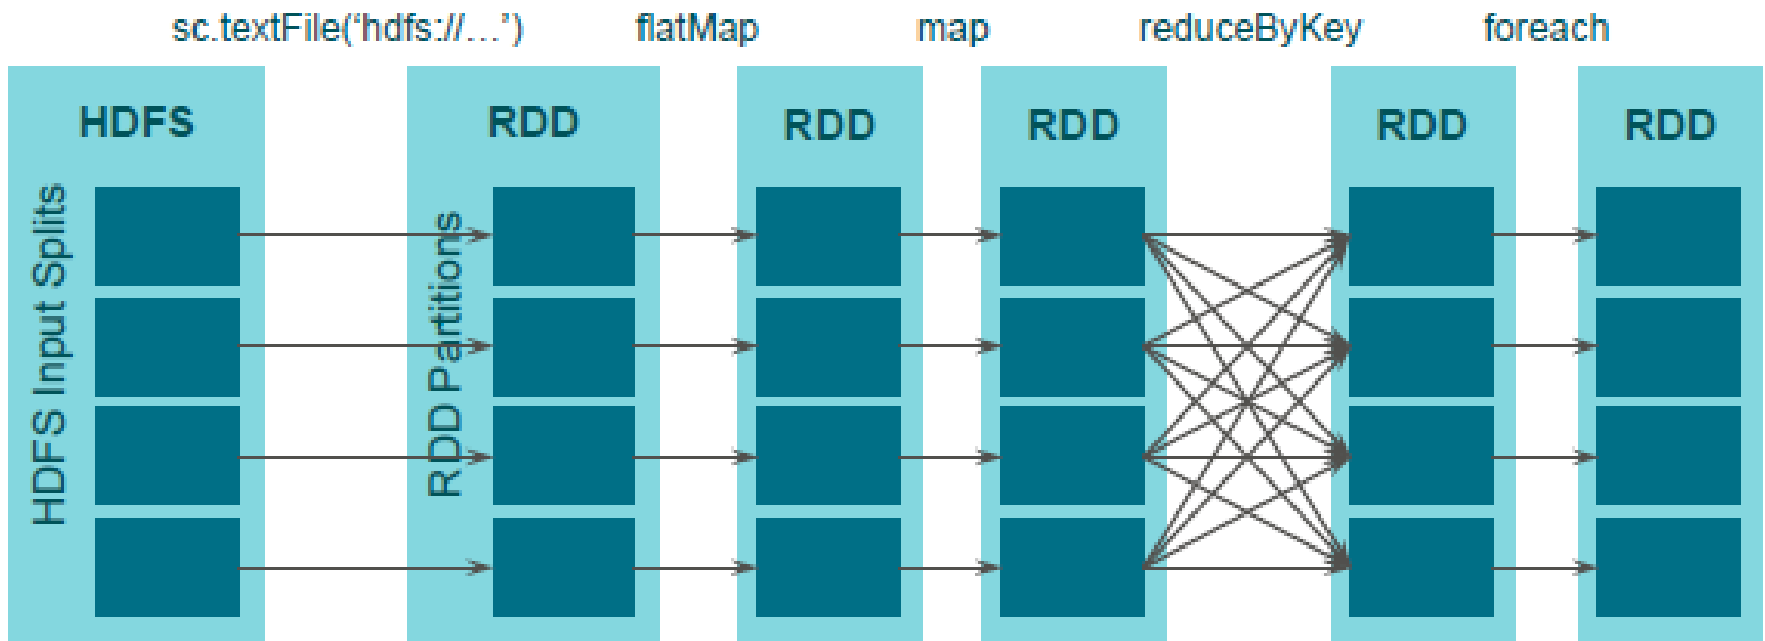 sc.textFile(‘hdfs://…’) flatMap map reduceByKey foreach
HDFS RDD RDD RDD RDD RDD
HDFS Input Splits
RDD Partitions